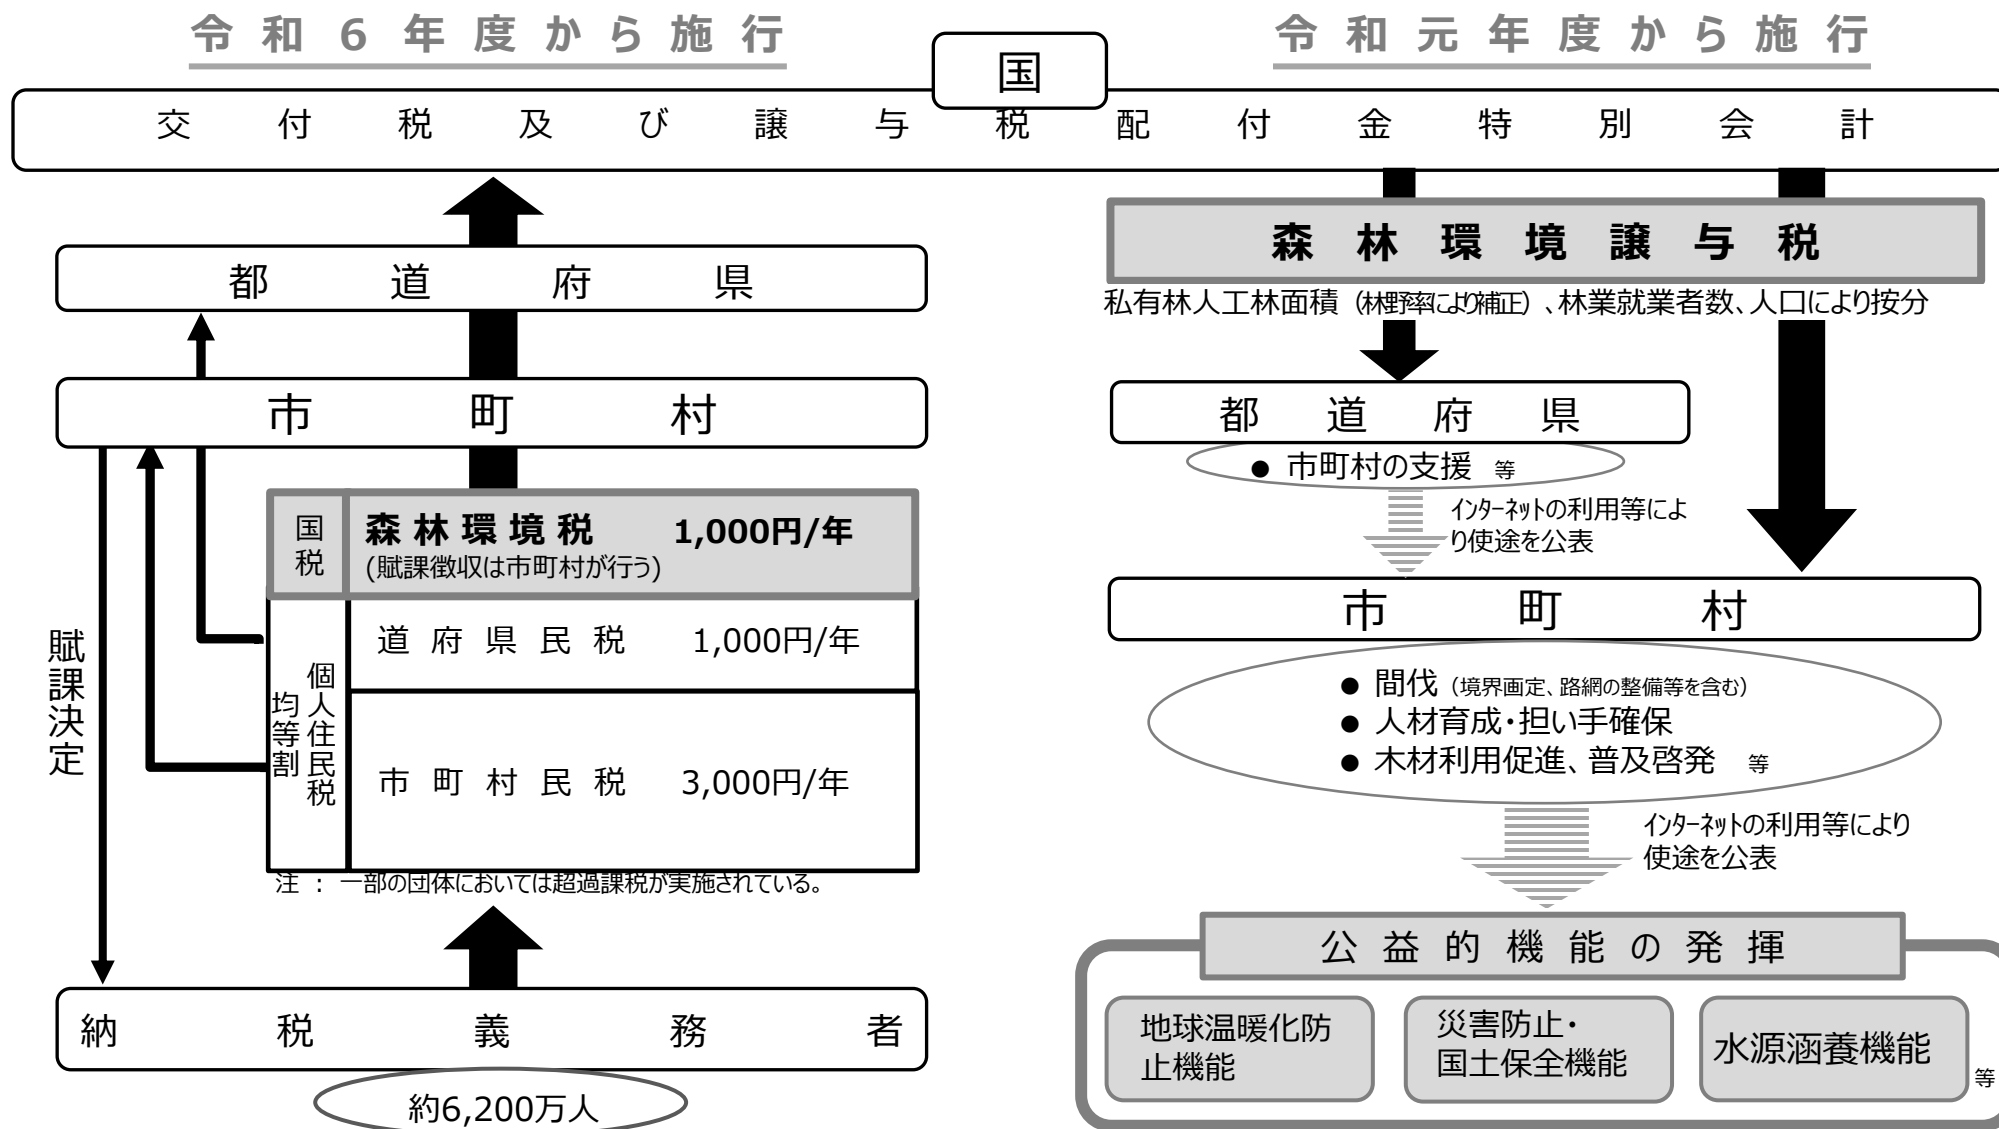 令和6年度から施行
令和元年度から施行
国
交付税及び譲与税配付金特別会計
都道府県
市町村
国税
森林環境税 1,000円/年
(賦課徴収は市町村が行う)
個人住民税
均等割
道府県民税 1,000円/年
市町村民税 3,000円/年
注 : 一部の団体においては超過課税が実施されている。
賦課決定
納税義務者
約6,200万人
森林環境譲与税
私有林人工林面積(林野率により補正)、林業就業者数、人口により按分
都道府県
● 市町村の支援 等
インターネットの利用等によ
り使途を公表
市町村
● 間伐(境界画定、路網の整備等を含む)
● 人材育成・担い手確保
● 木材利用促進、普及啓発 等
インターネットの利用等により
使途を公表
公益的機能の発揮
地球温暖化防
止機能
災害防止・
国土保全機能
水源涵養機能
等